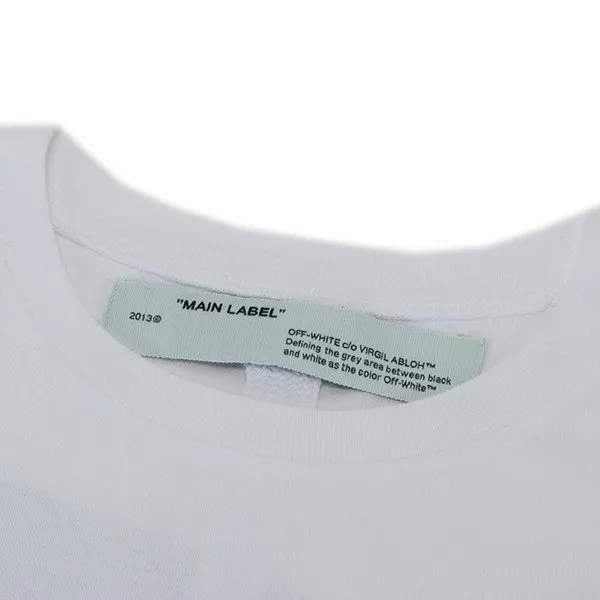 "MAIN LABEL"
2013©
OFF-WHITE c/o VIRGIL ABLOH™
Defining the grey area between black
and white as the color Off-White™